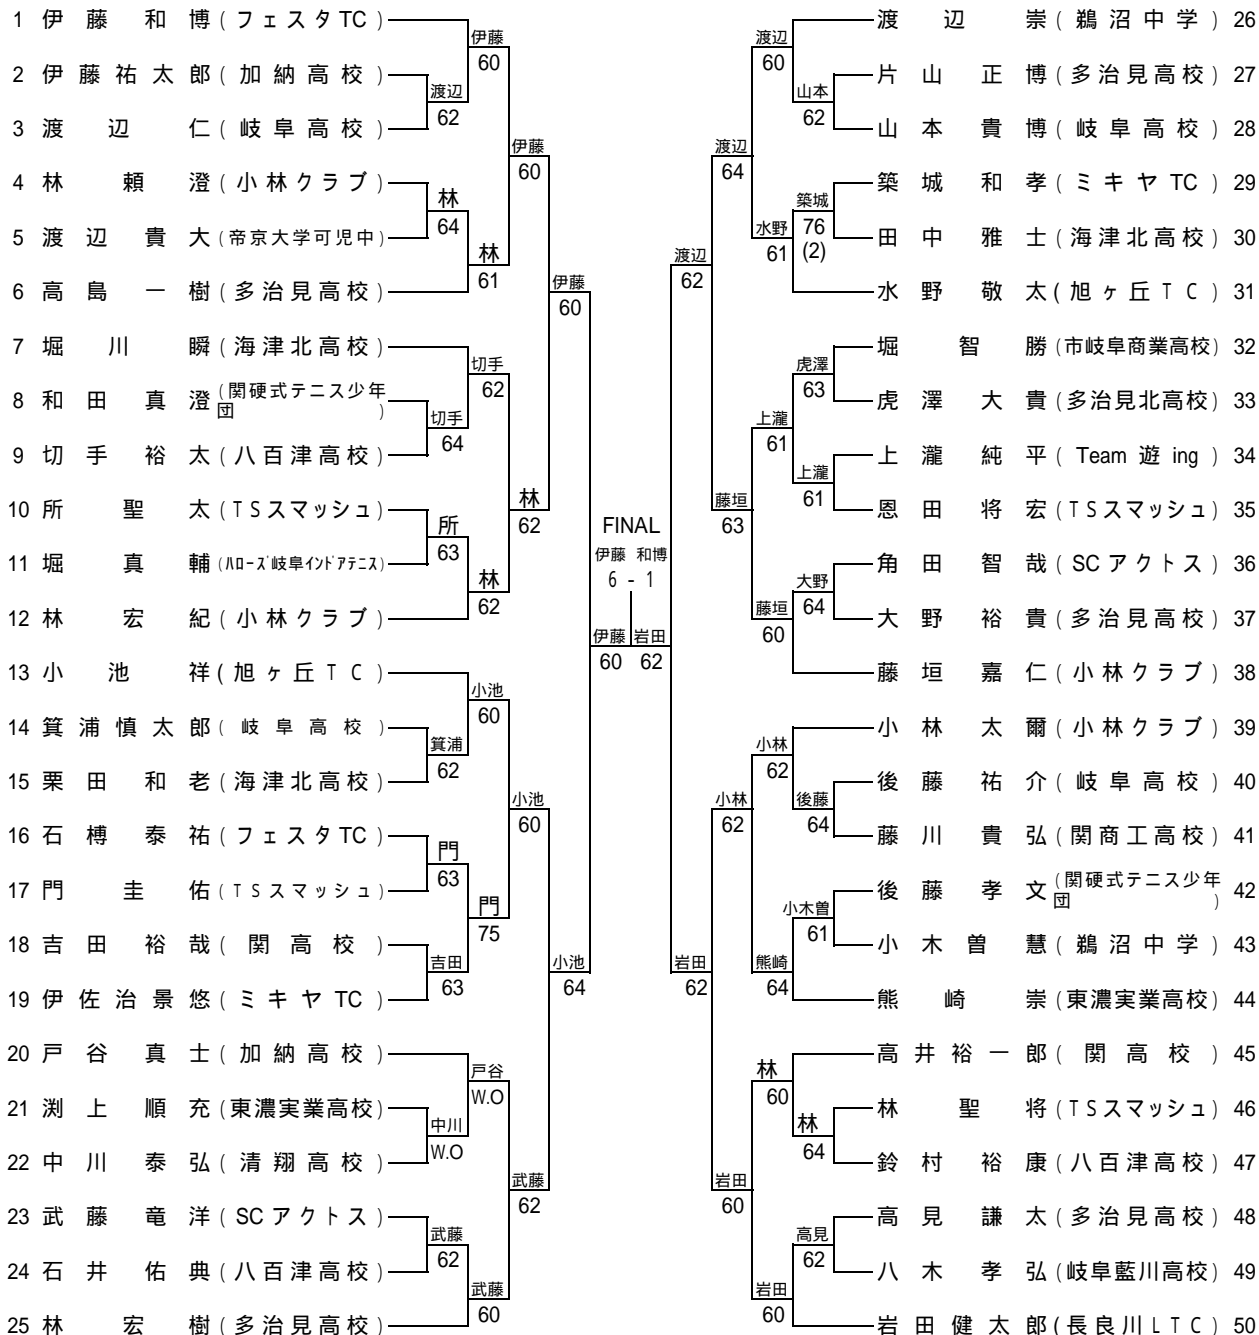 1 伊藤和博(フェスタTC)
2 伊藤祐太郎(加納高校)
3 渡辺仁(岐阜高校)
4 林頼澄(小林クラブ)
5 渡辺貴大(帝京大学可児中)
6 高島一樹(多治見高校)
7 堀川瞬(海津北高校)
8 和田真澄(関硬式テニス少年団)
9 切手裕太(八百津高校)
10 所聖太(TSスマッシュ)
11 堀真輔(ハローズ岐阜インドアテニス)
12 林宏紀(小林クラブ)
13 小池祥(旭ヶ丘TC)
14 箕浦慎太郎(岐阜高校)
15 栗田和老(海津北高校)
16 石榑泰祐(フェスタTC)
17 門圭佑(TSスマッシュ)
18 吉田裕哉(関高校)
19 伊佐治景悠(ミキヤTC)
20 戸谷真士(加納高校)
21 渕上順充(東濃実業高校)
22 中川泰弘(清翔高校)
23 武藤竜洋(SCアクトス)
24 石井佑典(八百津高校)
25 林宏樹(多治見高校)
渡辺
62
林
64
切手
64
所
63
箕浦
62
門
63
吉田
63
中川
W.O
武藤
62
伊藤
60
林
61
切手
62
林
62
小池
60
門
75
戸谷
W.O
武藤
60
伊藤
60
林
62
小池
60
武藤
62
伊藤
60
小池
64
FINAL
伊藤 和博
6 - 1
伊藤
60
岩田
62
渡辺
62
岩田
62
渡辺
64
藤垣
63
小林
62
岩田
60
渡辺
60
水野
61
上瀧
61
藤垣
60
小林
62
熊崎
64
林
60
岩田
60
山本
62
築城
76
(2)
虎澤
63
上瀧
61
大野
64
後藤
64
小木曽
61
林
64
高見
62
渡辺崇(鵜沼中学) 26
片山正博(多治見高校) 27
山本貴博(岐阜高校) 28
築城和孝(ミキヤTC) 29
田中雅士(海津北高校) 30
水野敬太(旭ヶ丘TC) 31
堀智勝(市岐阜商業高校) 32
虎澤大貴(多治見北高校) 33
上瀧純平(Team 遊 ing) 34
恩田将宏(TSスマッシュ) 35
角田智哉(SCアクトス) 36
大野裕貴(多治見高校) 37
藤垣嘉仁(小林クラブ) 38
小林太爾(小林クラブ) 39
後藤祐介(岐阜高校) 40
藤川貴弘(関商工高校) 41
後藤孝文(関硬式テニス少年団) 42
小木曽慧(鵜沼中学) 43
熊崎崇(東濃実業高校) 44
高井裕一郎(関高校) 45
林聖将(TSスマッシュ) 46
鈴村裕康(八百津高校) 47
高見謙太(多治見高校) 48
八木孝弘(岐阜藍川高校) 49
岩田健太郎(長良川LTC) 50